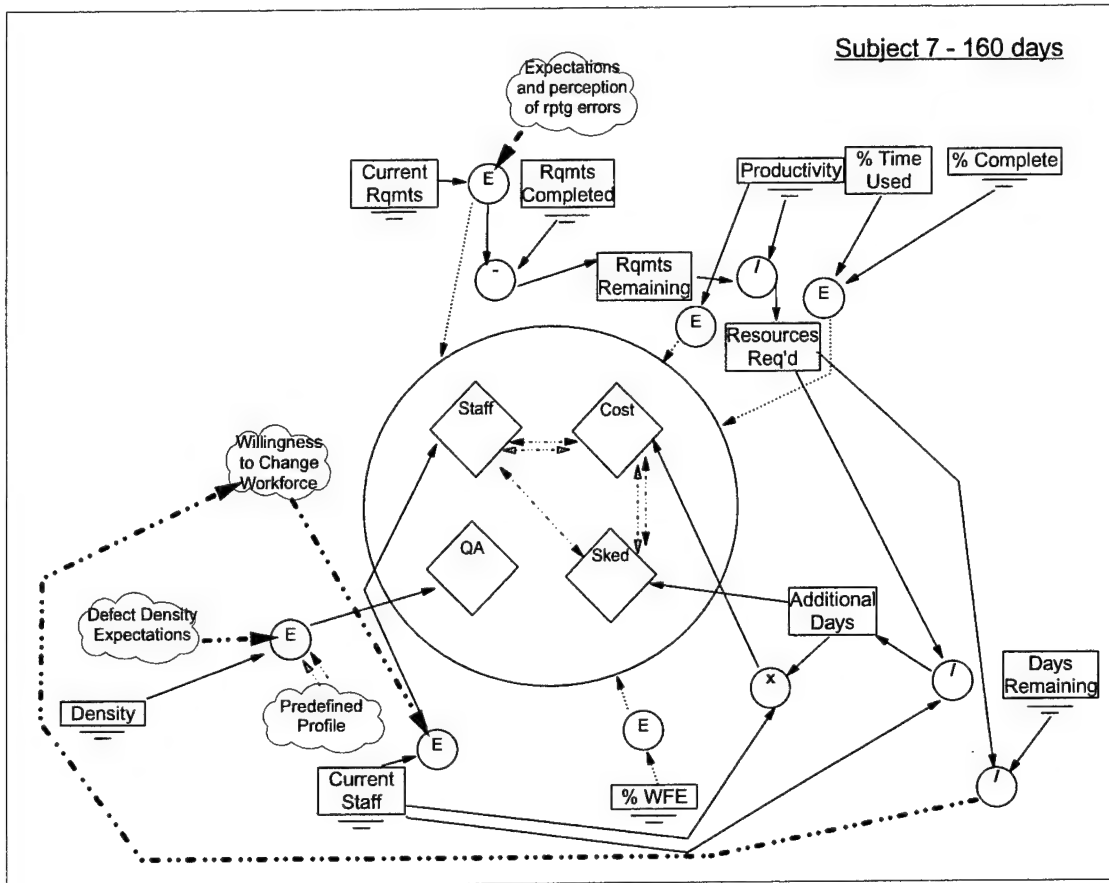 Subject 7 - 160 days
Expectations
and perception
of rptg errors
Current
Rqmts
E
Rqmts
Completed
Productivity
% Time
Used
% Complete
-
Rqmts
Remaining
/
E
E
Resources
Req'd
Staff
Cost
Willingness
to Change
Workforce
QA
Sked
Defect Density
Expectations
E
Additional
Days
Density
Predefined
Profile
E
x
/
Days
Remaining
E
Current
Staff
% WFE
/